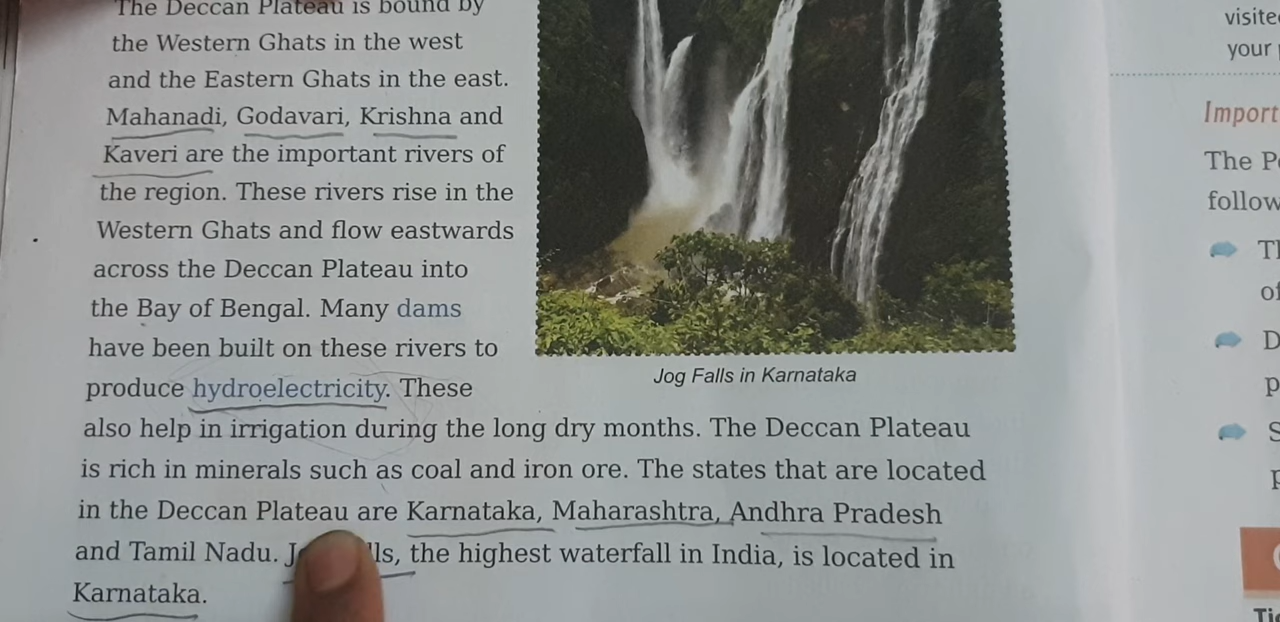 The Deccan Plateau is bound by
the Western Ghats in the west
and the Eastern Ghats in the east.
Mahanadi, Godavari, Krishna and
Kaveri are the important rivers of
the region. These rivers rise in the
Western Ghats and flow eastwards
across the Deccan Plateau into
the Bay of Bengal. Many dams
have been built on these rivers to
produce hydroelectricity. These
also help in irrigation during the long dry months. The Deccan Plateau
is rich in minerals such as coal and iron ore. The states that are located
in the Deccan Plateau are Karnataka, Maharashtra, Andhra Pradesh
and Tamil Nadu. the highest waterfall in India, is located in
Karnataka.
Jog Falls in Karnataka
your
Import
The
follow